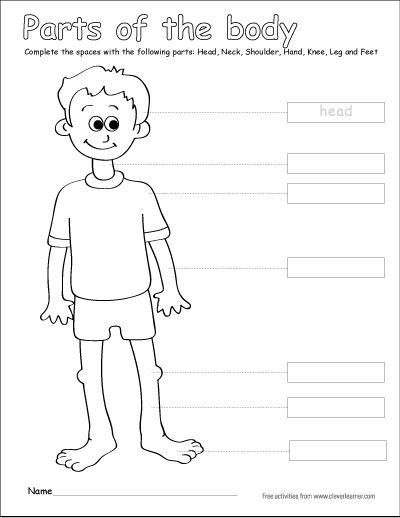 Parts of the body
Complete the spaces with the following parts: Head, Neck, Shoulder, Hand, Knee, Leg and Feet
head
Name
Free activities from www.cleverlearner.com